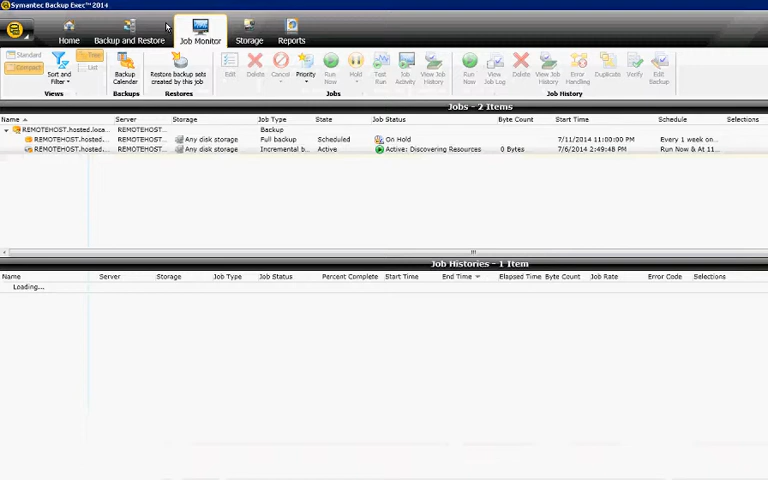 Symantec Backup Exec™ 2014
Home Backup and Restore Job Monitor Storage Reports
Standard Compact Sort and Filter Tree List Backup Calendar Restore backup sets created by this job Edit Delete Cancel Priority Run Now Hold Test Run Job Activity View Job History Run Now View Job Log Delete View Job History Error Handling Duplicate Verify Edit Backup
Views Backups Restores Jobs Job History
Jobs - 2 Items
Name Server Storage Job Type State Job Status Byte Count Start Time Schedule Selections
REMOTEHOST.hosted.loca... REMOTEHOST... Backup
REMOTEHOST.hosted.... REMOTEHOST... Any disk storage Full backup Scheduled On Hold 7/11/2014 11:00:00 PM Every 1 week on...
REMOTEHOST.hosted.... REMOTEHOST... Any disk storage Incremental b... Active Active: Discovering Resources 0 Bytes 7/6/2014 2:49:48 PM Run Now & At 11...
Job Histories - 1 Item
Name Server Storage Job Type Job Status Percent Complete Start Time End Time Elapsed Time Byte Count Job Rate Error Code Selections
Loading...